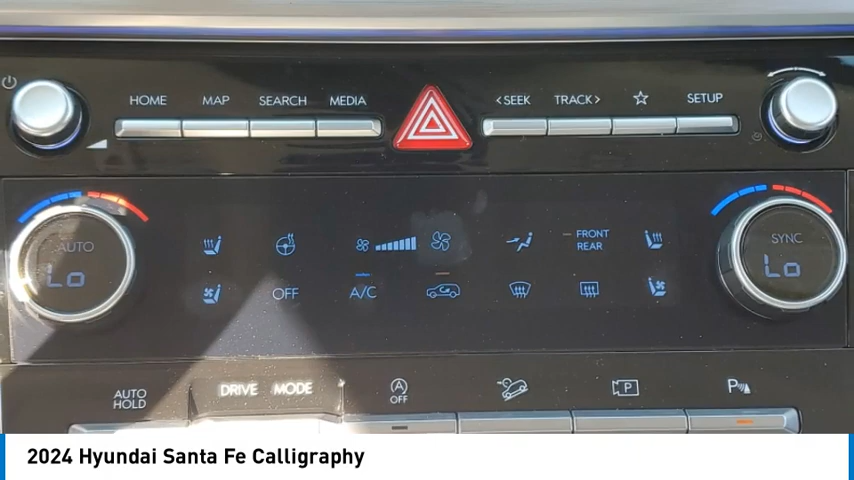 HOME MAP SEARCH MEDIA <SEEK TRACK> SETUP
AUTO Lo
FRONT
REAR
SYNC Lo
OFF A/C
AUTO
HOLD
DRIVE MODE
A
OFF
P
P
2024 Hyundai Santa Fe Calligraphy